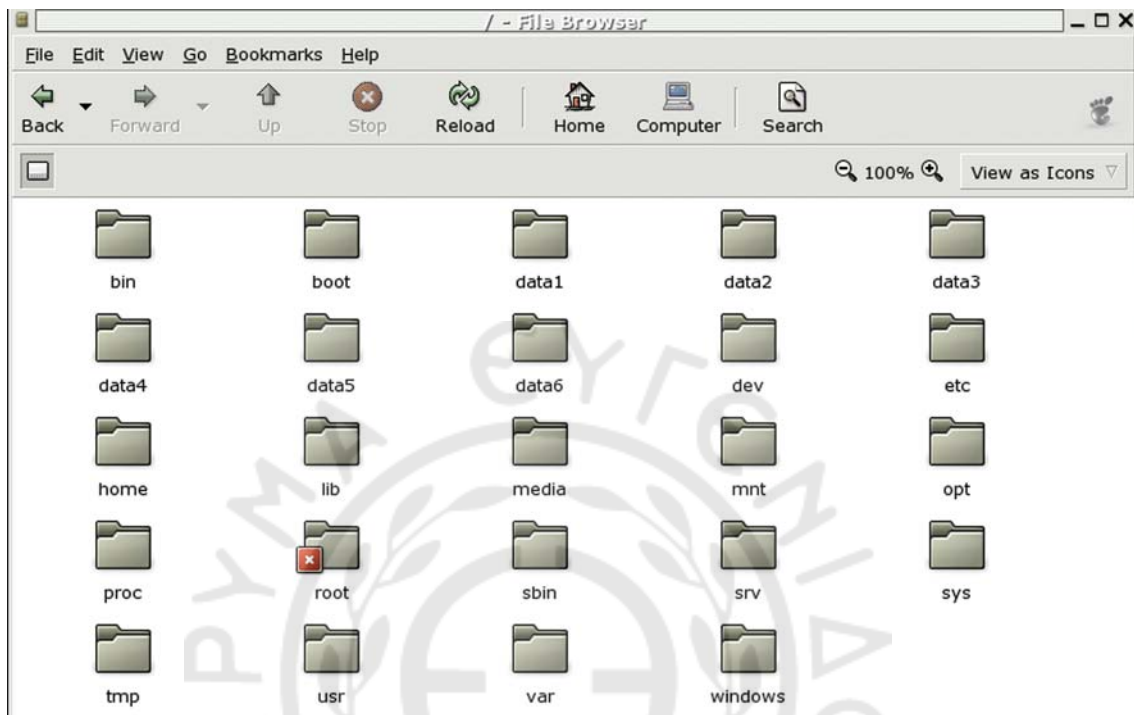 / - File Browser
File Edit View Go Bookmarks Help
Back Forward Up Stop Reload Home Computer Search
100% View as Icons
bin boot data1 data2 data3
data4 data5 data6 dev etc
home lib media mnt opt
proc root sbin srv sys
tmp usr var windows
ΡΥΜΑ ΕΥΓΕΝΙΔΟ